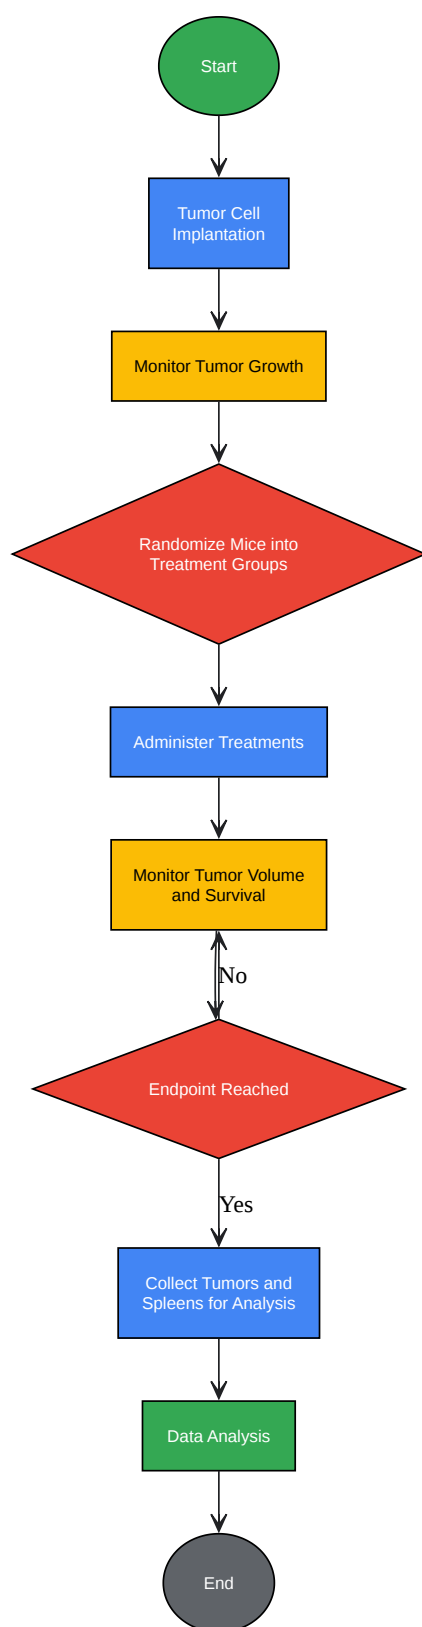 Start
Tumor Cell
Implantation
Monitor Tumor Growth
Randomize Mice into
Treatment Groups
Administer Treatments
Monitor Tumor Volume
and Survival
No
Endpoint Reached
Yes
Collect Tumors and
Spleens for Analysis
Data Analysis
End